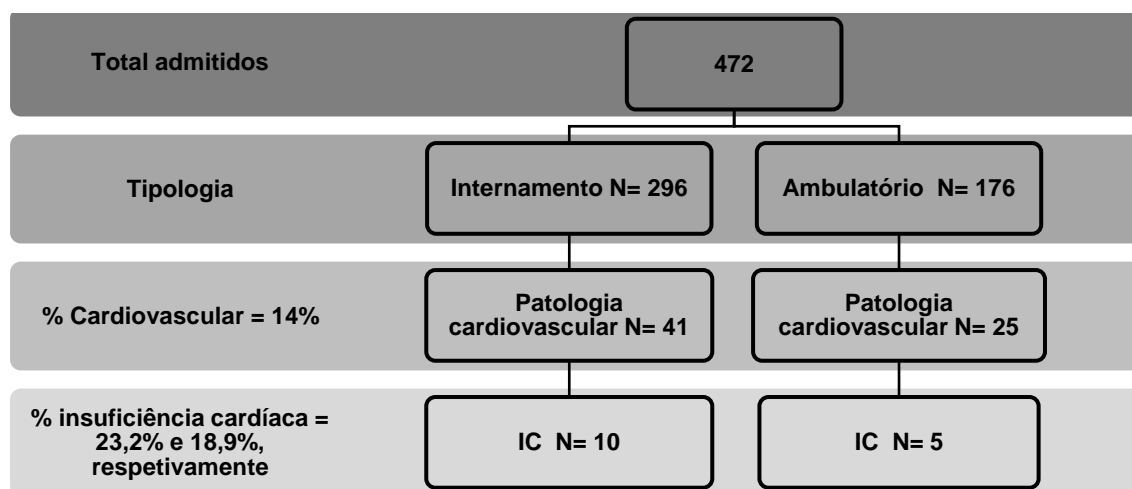 Total admitidos
472
Tipologia
Internamento N= 296
Ambulatório N= 176
% Cardiovascular = 14%
Patologia
cardiovascular N= 41
Patologia
cardiovascular N= 25
% insuficiência cardíaca =
23,2% e 18,9%,
respetivamente
IC N= 10
IC N= 5